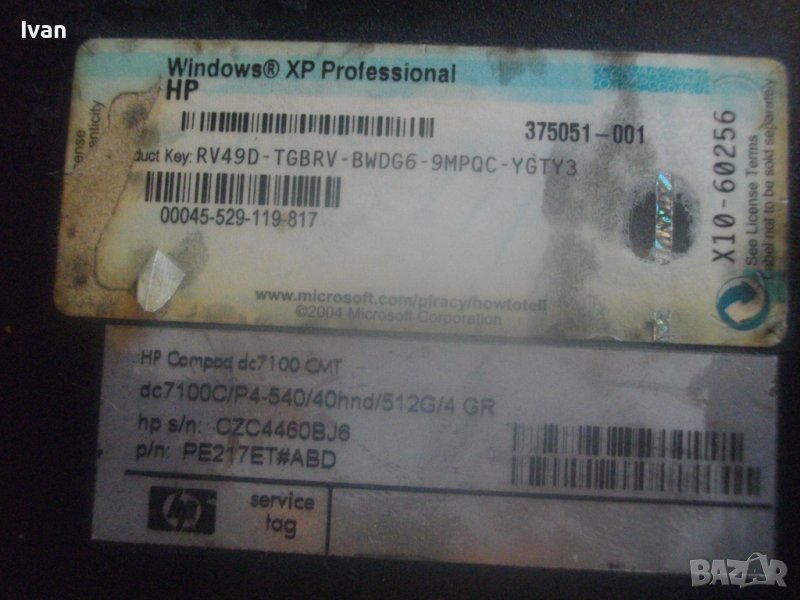 Ivan
Windows® XP Professional
HP
375051-001
duct Key: RV49D-TGBRV-BWDG6-9MPQC-YGTY3
00045-529-119 817
www.microsoft.com/piracy/howtotell
©2004 Microsoft Corporation
X10-60256
See License Terms
Label not to be sold separately
HP Compaq dc7100 CMT
dc7100C/P4-540/40hnd/512G/4 GR
hp s/n: CZC4460BJ6
p/n: PE217ET#ABD
hp
service
tag
BAZAR